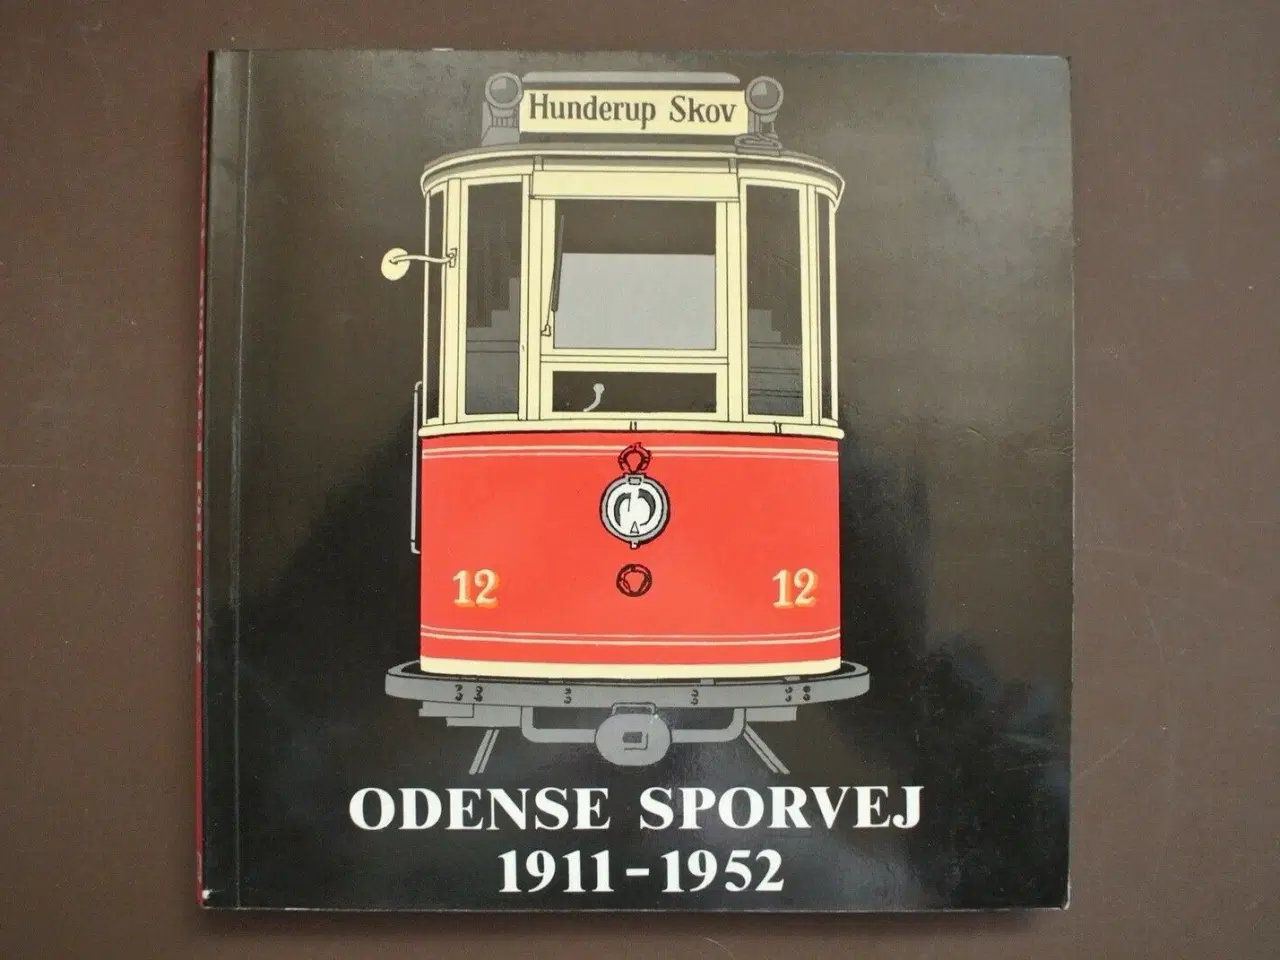 Hunderup Skov
12 12
ODENSE SPORVEJ
1911-1952